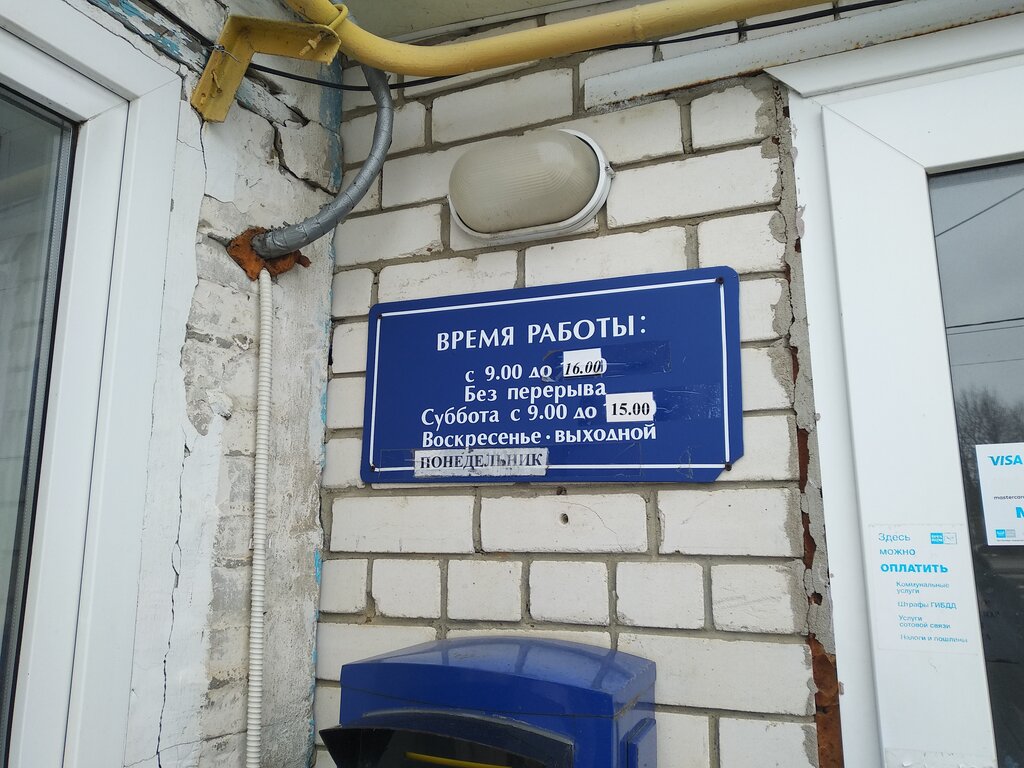 ВРЕМЯ РАБОТЫ:
с 9.00 до 16.00
Без перерыва
Суббота с 9.00 до 15.00
Воскресенье · выходной
ПОНЕДЕЛЬНИК
VISA
Здесь
можно
ОПЛАТИТЬ
Коммунальные
услуги
Штрафы ГИБДД
Услуги
сотовой связи
Налоги и пошлины